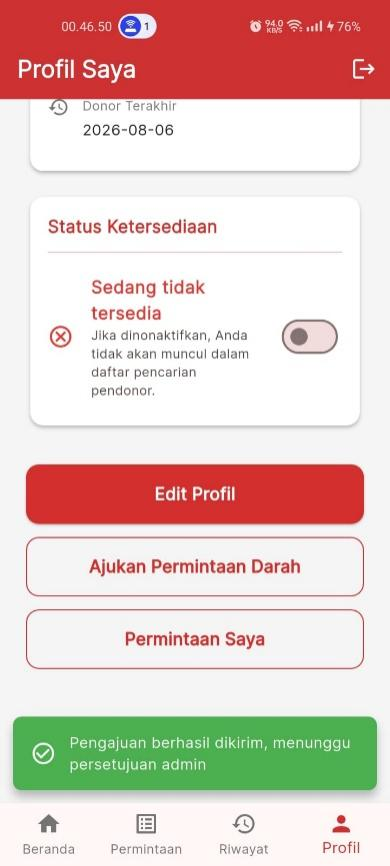 00.46.50 1 94.0 KB/S 76%
Profil Saya
Donor Terakhir
2026-08-06
Status Ketersediaan
Sedang tidak
tersedia
Jika dinonaktifkan, Anda
tidak akan muncul dalam
daftar pencarian
pendonor.
Edit Profil
Ajukan Permintaan Darah
Permintaan Saya
Pengajuan berhasil dikirim, menunggu
persetujuan admin
Beranda Permintaan Riwayat Profil